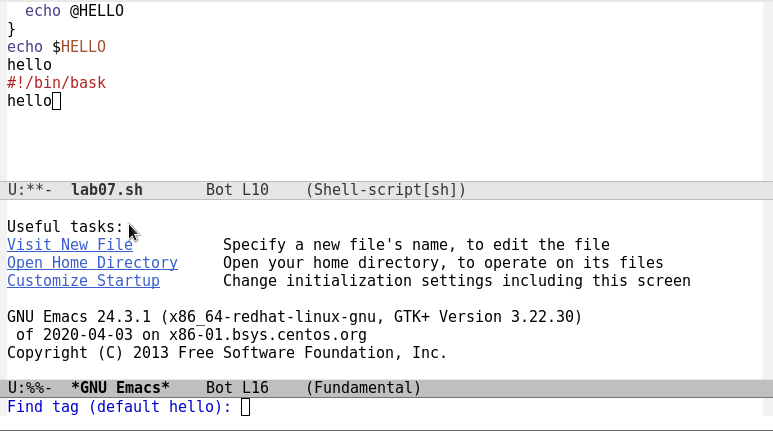 echo @HELLO
}
echo $HELLO
hello
#!/bin/bask
hello
U:**-  lab07.sh       Bot L10    (Shell-script[sh])
Useful tasks:
Visit New File          Specify a new file's name, to edit the file
Open Home Directory     Open your home directory, to operate on its files
Customize Startup       Change initialization settings including this screen
GNU Emacs 24.3.1 (x86_64-redhat-linux-gnu, GTK+ Version 3.22.30)
of 2020-04-03 on x86-01.bsys.centos.org
Copyright (C) 2013 Free Software Foundation, Inc.
U:%%-  *GNU Emacs*    Bot L16    (Fundamental)
Find tag (default hello):